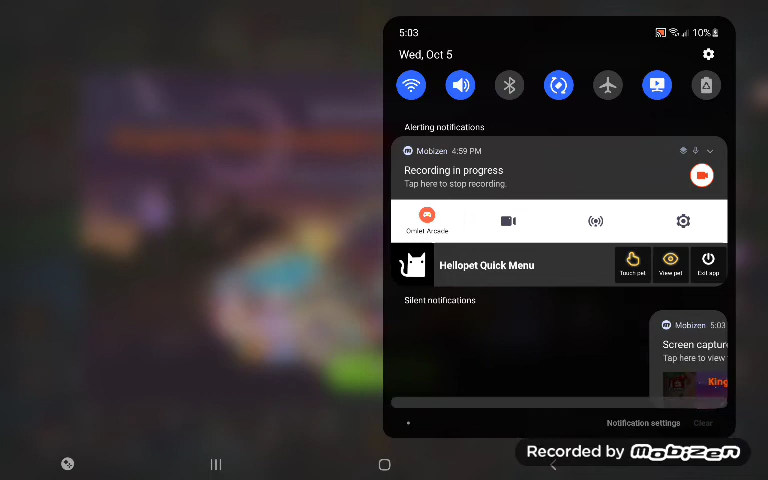 5:03
10%
Wed, Oct 5
Alerting notifications
Mobizen 4:59 PM
Recording in progress
Tap here to stop recording.
Omlet Arcade
Hellopet Quick Menu
Touch pet
View pet
Exit app
Silent notifications
Mobizen 5:03
Screen capture
Tap here to view
King
Notification settings
Clear
Recorded by mobizen